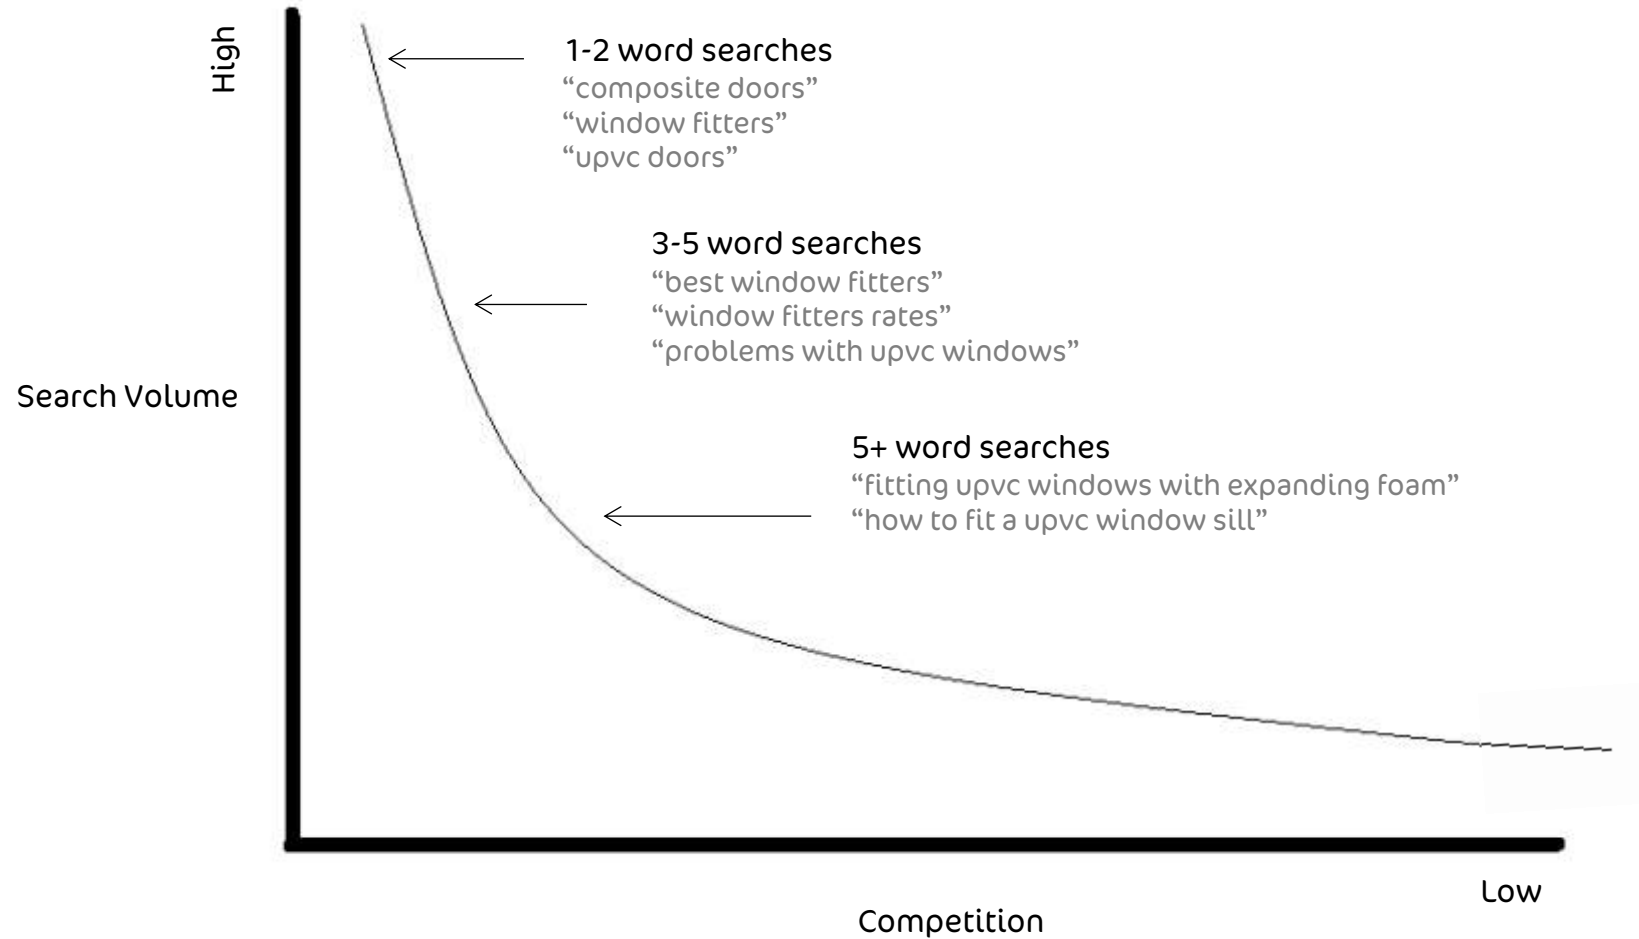 High
1-2 word searches
“composite doors”
“window fitters”
“upvc doors”
3-5 word searches
“best window fitters”
“window fitters rates”
“problems with upvc windows”
Search Volume
5+ word searches
“fitting upvc windows with expanding foam”
“how to fit a upvc window sill”
Low
Competition